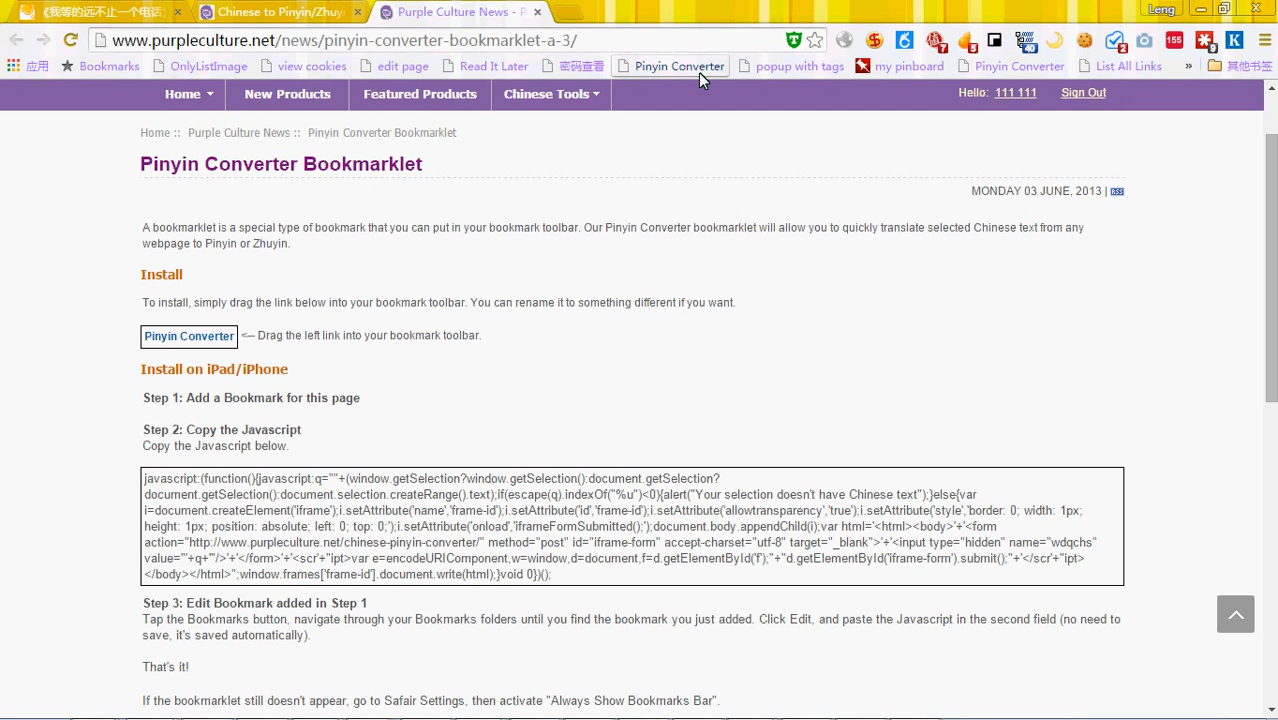 《我等的远不止一个电话
Chinese to Pinyin/Zhuyi
Purple Culture News - P
Leng
www.purpleculture.net/news/pinyin-converter-bookmarklet-a-3/
7 5 40 2 155 9 K
应用 Bookmarks OnlyListImage view cookies edit page Read It Later 密码查看 Pinyin Converter popup with tags my pinboard Pinyin Converter List All Links » 其他书签
Home New Products Featured Products Chinese Tools Hello: 111 111 Sign Out
Home :: Purple Culture News :: Pinyin Converter Bookmarklet
Pinyin Converter Bookmarklet
MONDAY 03 JUNE, 2013 |
A bookmarklet is a special type of bookmark that you can put in your bookmark toolbar. Our Pinyin Converter bookmarklet will allow you to quickly translate selected Chinese text from any
webpage to Pinyin or Zhuyin.
Install
To install, simply drag the link below into your bookmark toolbar. You can rename it to something different if you want.
Pinyin Converter <-- Drag the left link into your bookmark toolbar.
Install on iPad/iPhone
Step 1: Add a Bookmark for this page
Step 2: Copy the Javascript
Copy the Javascript below.
javascript:(function(){javascript:q=""+(window.getSelection?window.getSelection():document.getSelection?
document.getSelection():document.selection.createRange().text);if(escape(q).indexOf("%u")<0){alert("Your selection doesn't have Chinese text");}else{var
i=document.createElement('iframe');i.setAttribute('name','frame-id');i.setAttribute('id','frame-id');i.setAttribute('allowtransparency','true');i.setAttribute('style','border: 0; width: 1px;
height: 1px; position: absolute; left: 0; top: 0;');i.setAttribute('onload','iframeFormSubmitted();');document.body.appendChild(i);var html='<html><body>'+'<form
action="http://www.purpleculture.net/chinese-pinyin-converter/" method="post" id="iframe-form" accept-charset="utf-8" target="_blank">'+'<input type="hidden" name="wdqchs"
value="'+q+'"/>'+'</form>'+'<scr'+"ipt>var e=encodeURIComponent,w=window,d=document,f=d.getElementById('f');"+"d.getElementById('iframe-form').submit();"+'</scr'+"ipt>
</body></html>";window.frames['frame-id'].document.write(html);}void 0})();
Step 3: Edit Bookmark added in Step 1
Tap the Bookmarks button, navigate through your Bookmarks folders until you find the bookmark you just added. Click Edit, and paste the Javascript in the second field (no need to
save, it's saved automatically).
That's it!
If the bookmarklet still doesn't appear, go to Safair Settings, then activate "Always Show Bookmarks Bar".